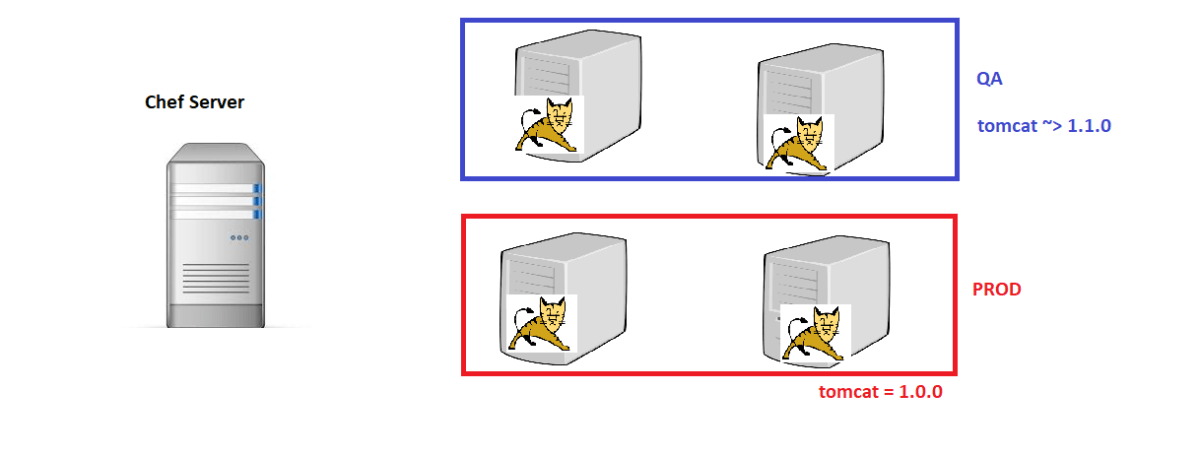 Chef Server
QA
tomcat ~> 1.1.0
PROD
tomcat = 1.0.0